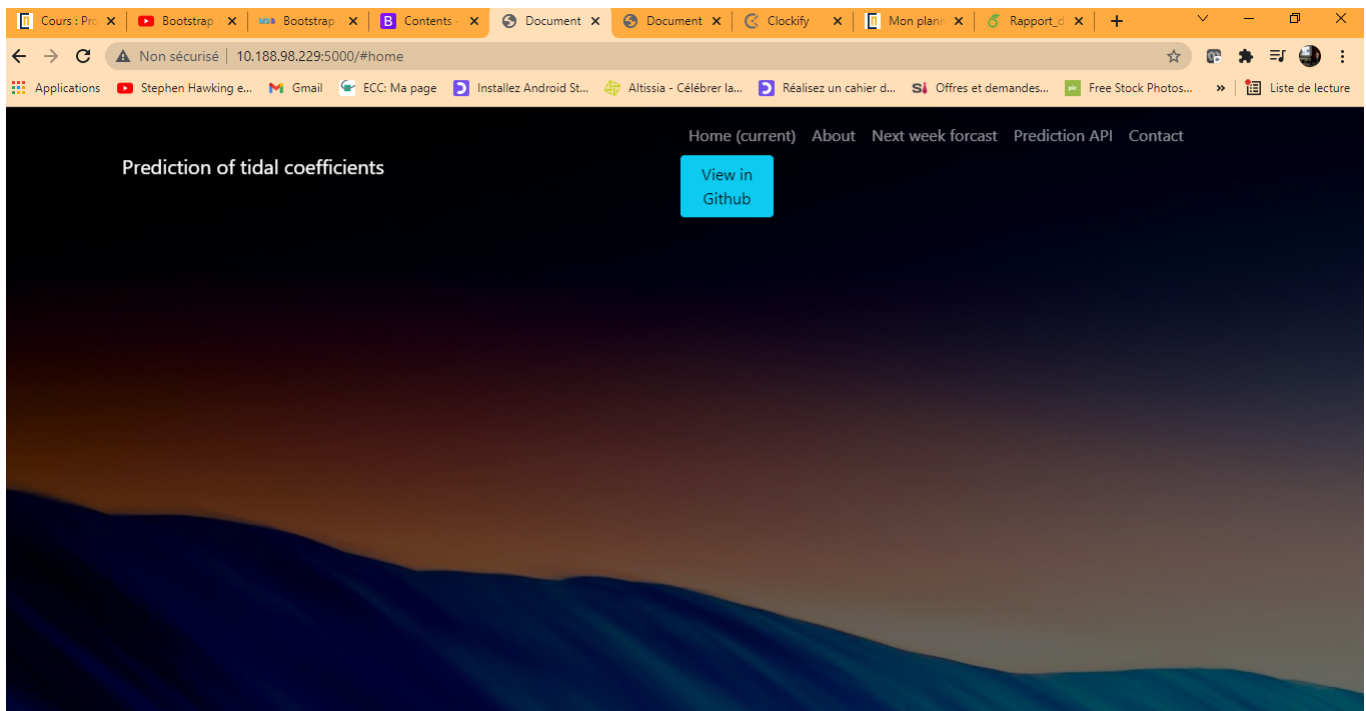 Cours : Pro
Bootstrap
Bootstrap
B Contents ·
Document
Document
Clockify
Mon plann
Rapport_d
Non sécurisé | 10.188.98.229:5000/#home
Applications Stephen Hawking e... Gmail ECC: Ma page Installez Android St... Altissia - Célébrer la... Réalisez un cahier d... Offres et demandes... Free Stock Photos... » Liste de lecture
Home (current) About Next week forcast Prediction API Contact
Prediction of tidal coefficients
View in
Github